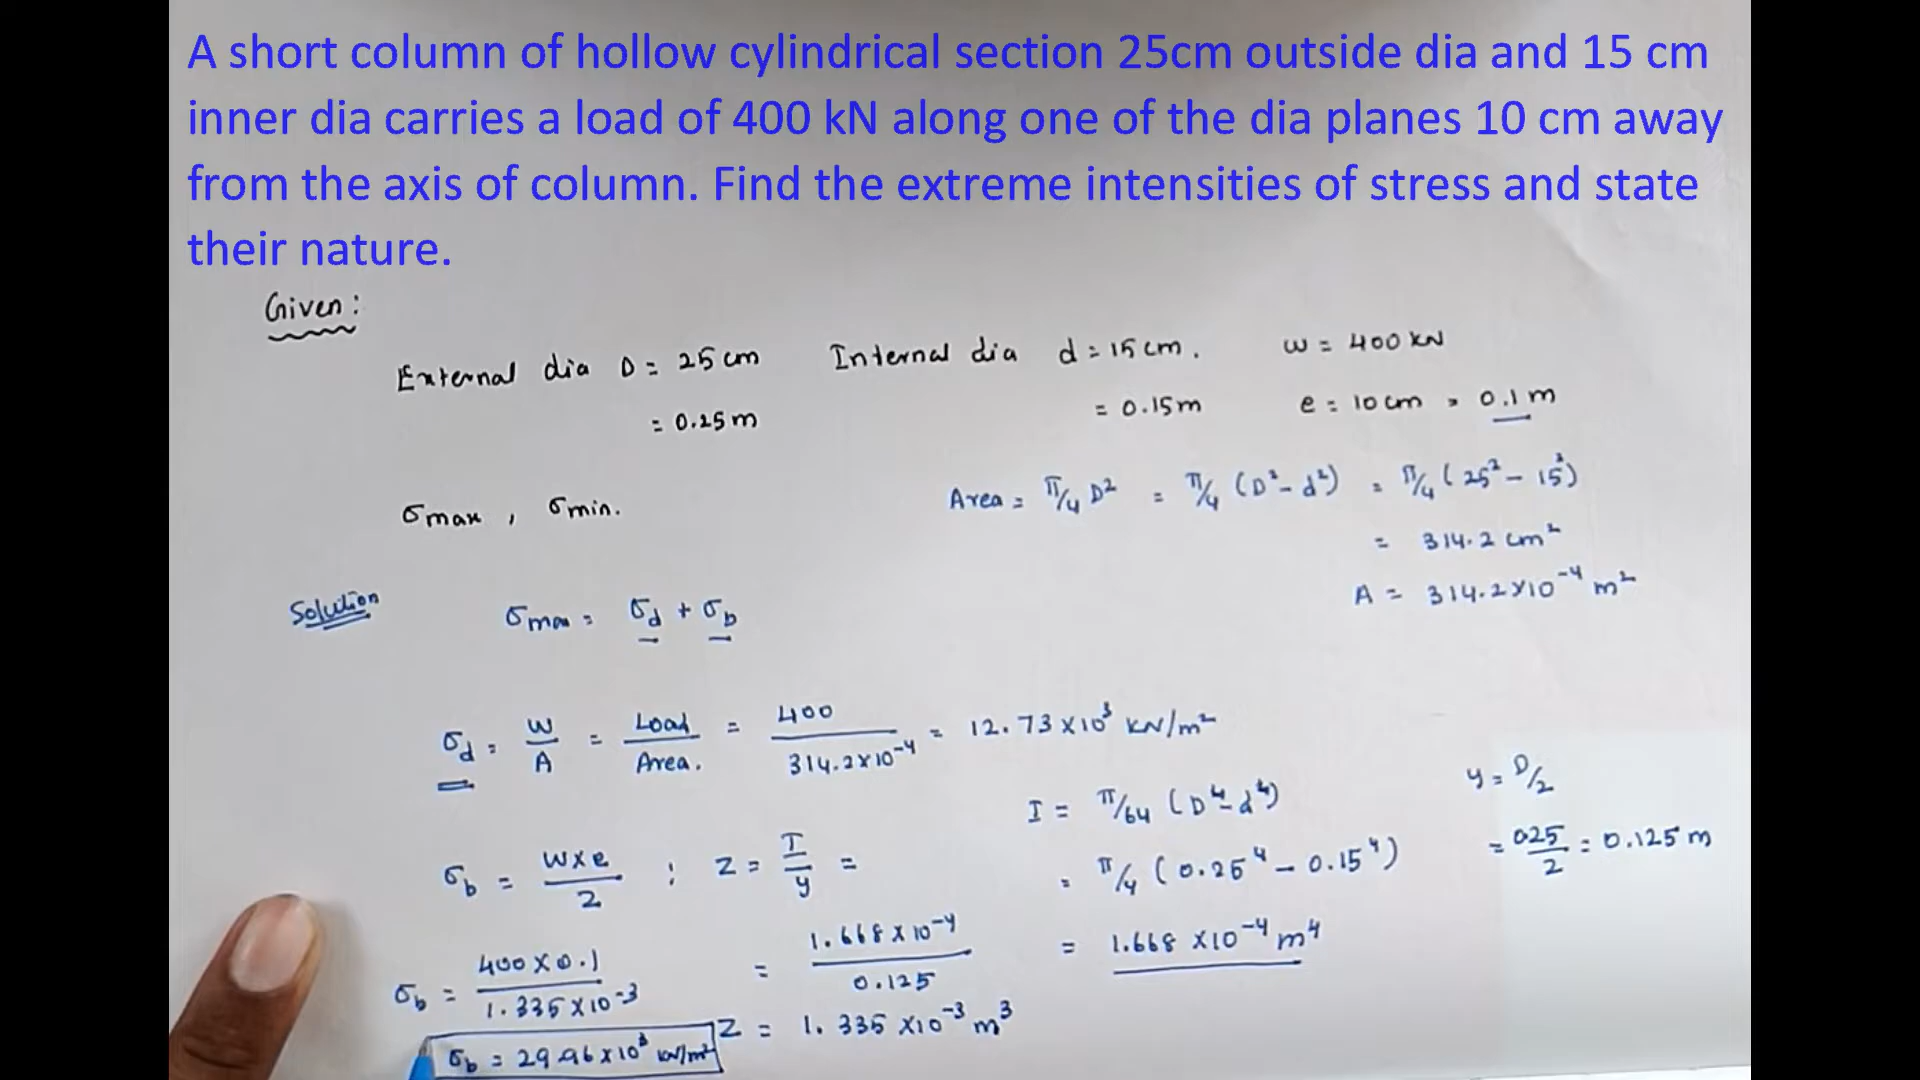 A short column of hollow cylindrical section 25cm outside dia and 15 cm
inner dia carries a load of 400 kN along one of the dia planes 10 cm away
from the axis of column. Find the extreme intensities of stress and state
their nature.
Given:
External dia D = 25 cm Internal dia d = 15 cm. W = 400 kN
= 0.25 m = 0.15 m e = 10 cm = 0.1 m
σmax , σmin.
Area = π/4 D² = π/4 (D² - d²) = π/4 (25² - 15²)
= 314.2 cm²
A = 314.2×10⁻⁴ m²
Solution
σmax = σd + σb
σd = W/A = Load/Area. = 400/314.2×10⁻⁴ = 12.73×10³ kN/m²
I = π/64 (D⁴ - d⁴)
y = D/2
σb = W×e/Z ; Z = I/y =
= π/4 (0.25⁴ - 0.15⁴)
= 0.25/2 = 0.125 m
= 1.668×10⁻⁴/0.125
= 1.668×10⁻⁴ m⁴
σb = 400×0.1/1.335×10⁻³
Z = 1.335×10⁻³ m³
σb = 29.96×10³ kN/m²